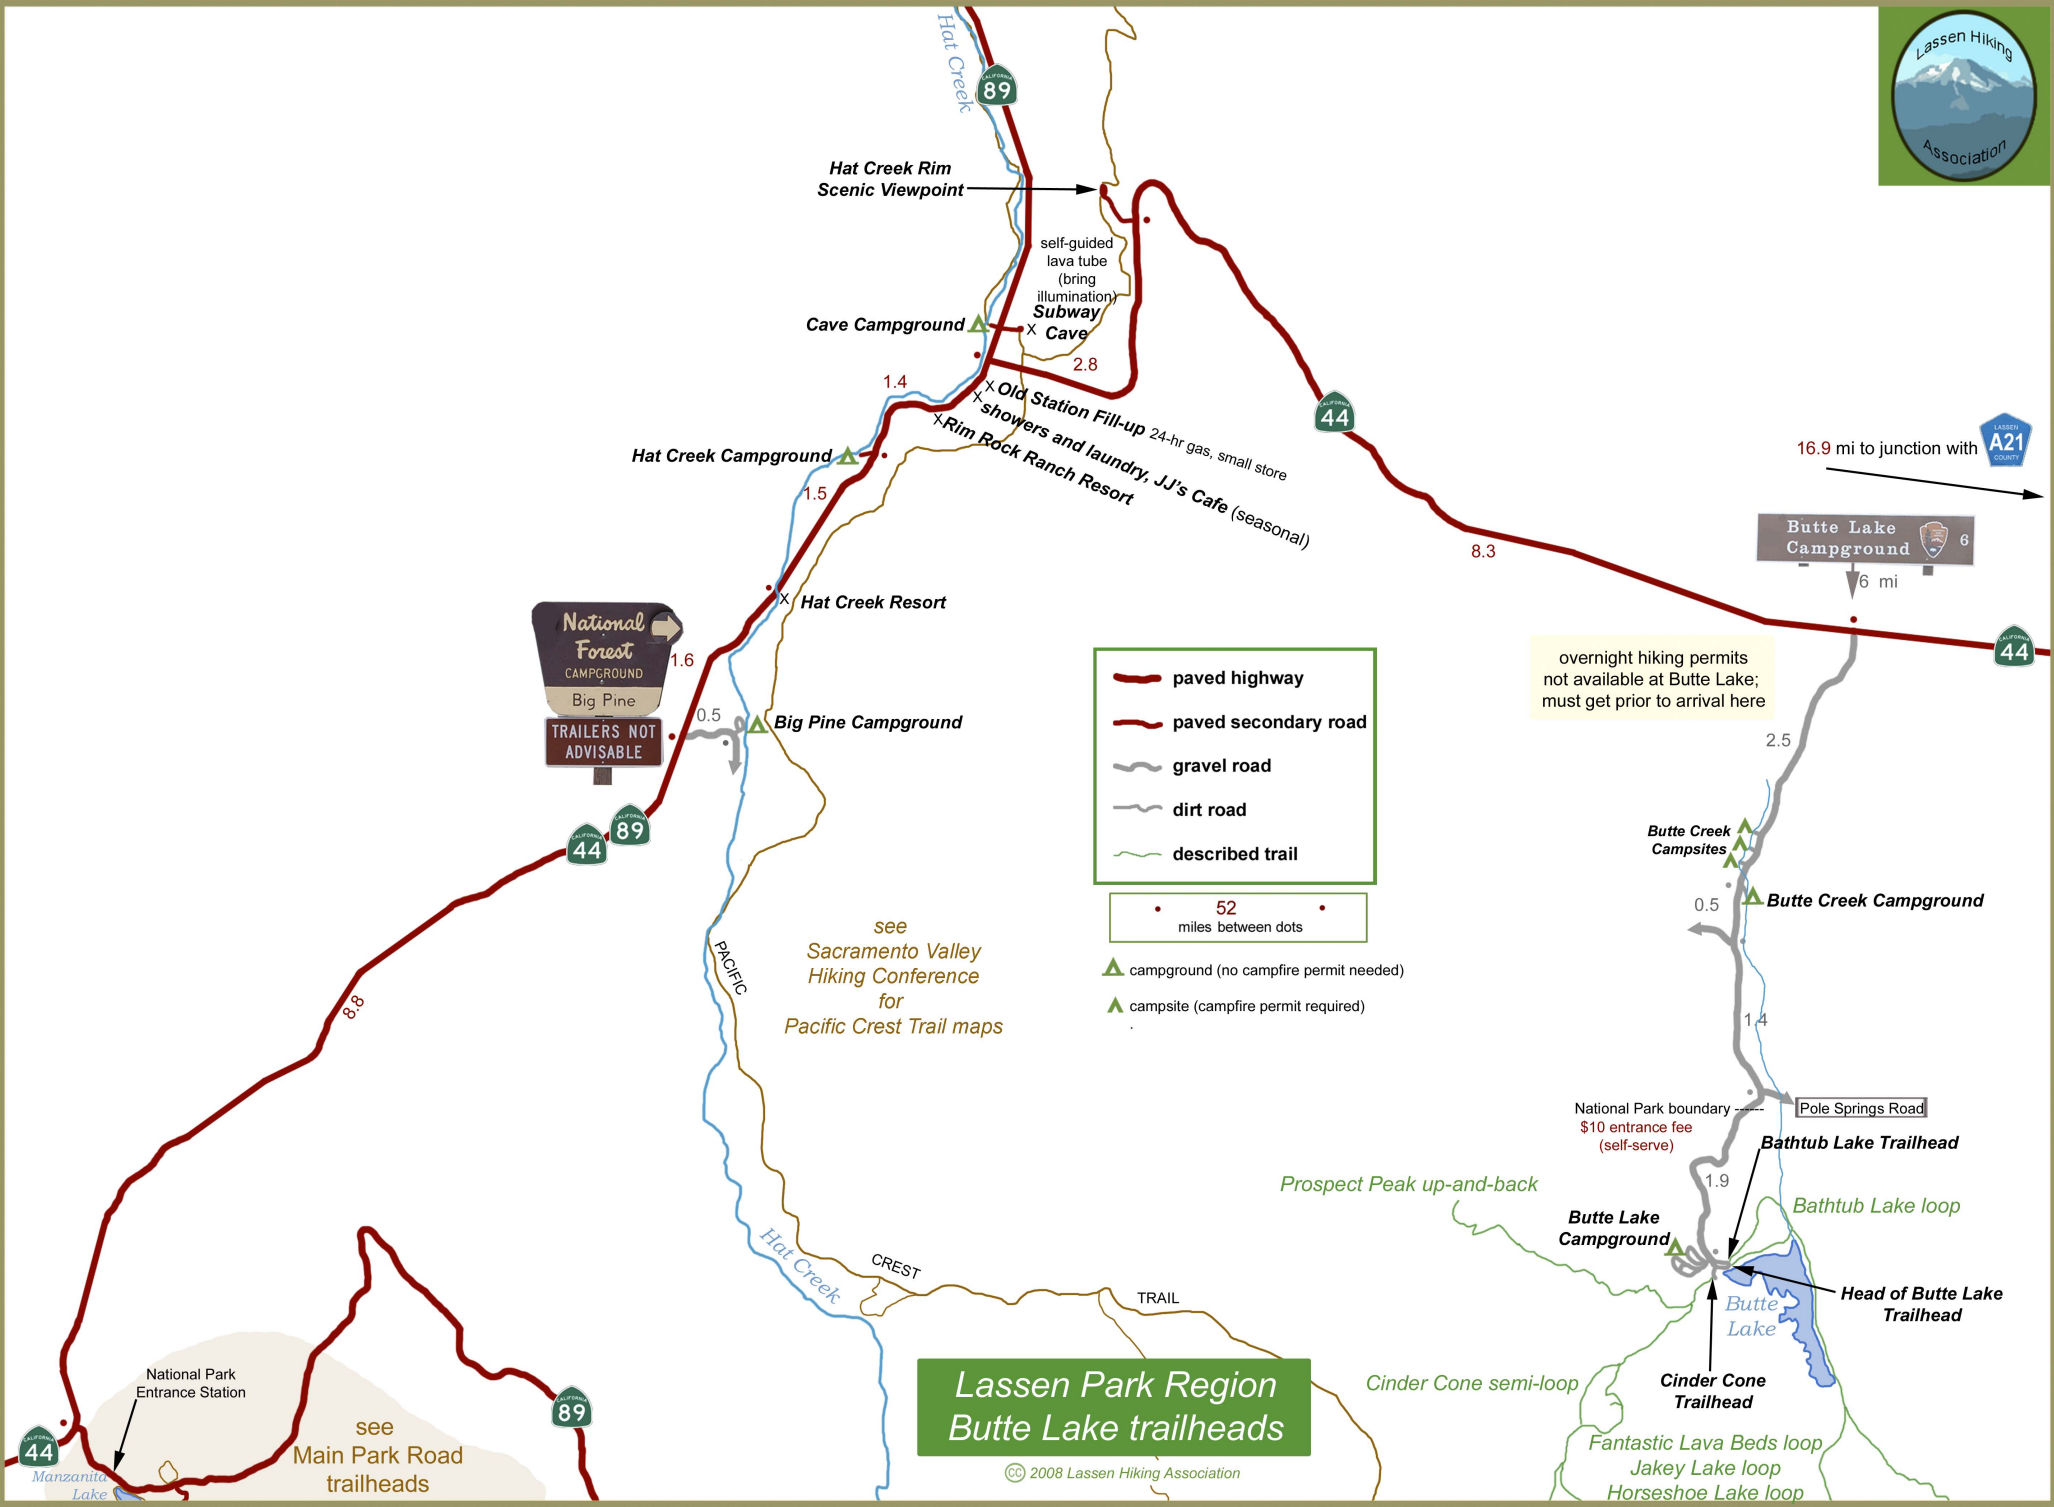 Hat Creek
CALIFORNIA
89
Lassen Hiking
Association
Hat Creek Rim
Scenic Viewpoint
self-guided
lava tube
(bring
illumination)
Subway
Cave
Cave Campground
2.8
1.4
Old Station Fill-up 24-hr gas, small store
showers and laundry, JJ's Cafe (seasonal)
Rim Rock Ranch Resort
CALIFORNIA
44
Hat Creek Campground
1.5
16.9 mi to junction with
LASSEN
A21
COUNTY
Butte Lake
Campground
6
6 mi
8.3
Hat Creek Resort
National
Forest
CAMPGROUND
Big Pine
TRAILERS NOT
ADVISABLE
1.6
0.5
Big Pine Campground
CALIFORNIA
44
overnight hiking permits
not available at Butte Lake;
must get prior to arrival here
paved highway
paved secondary road
gravel road
dirt road
described trail
52
miles between dots
campground (no campfire permit needed)
campsite (campfire permit required)
.
2.5
CALIFORNIA
89
CALIFORNIA
44
Butte Creek
Campsites
0.5
Butte Creek Campground
see
Sacramento Valley
Hiking Conference
for
Pacific Crest Trail maps
PACIFIC
8.8
1.4
National Park boundary ------
$10 entrance fee
(self-serve)
Pole Springs Road
Bathtub Lake Trailhead
1.9
Prospect Peak up-and-back
Bathtub Lake loop
Butte Lake
Campground
Hat Creek
CREST
TRAIL
Head of Butte Lake
Trailhead
Butte
Lake
Cinder Cone
Trailhead
Cinder Cone semi-loop
National Park
Entrance Station
CALIFORNIA
89
see
Main Park Road
trailheads
CALIFORNIA
44
Manzanita
Lake
Lassen Park Region
Butte Lake trailheads
cc 2008 Lassen Hiking Association
Fantastic Lava Beds loop
Jakey Lake loop
Horseshoe Lake loop